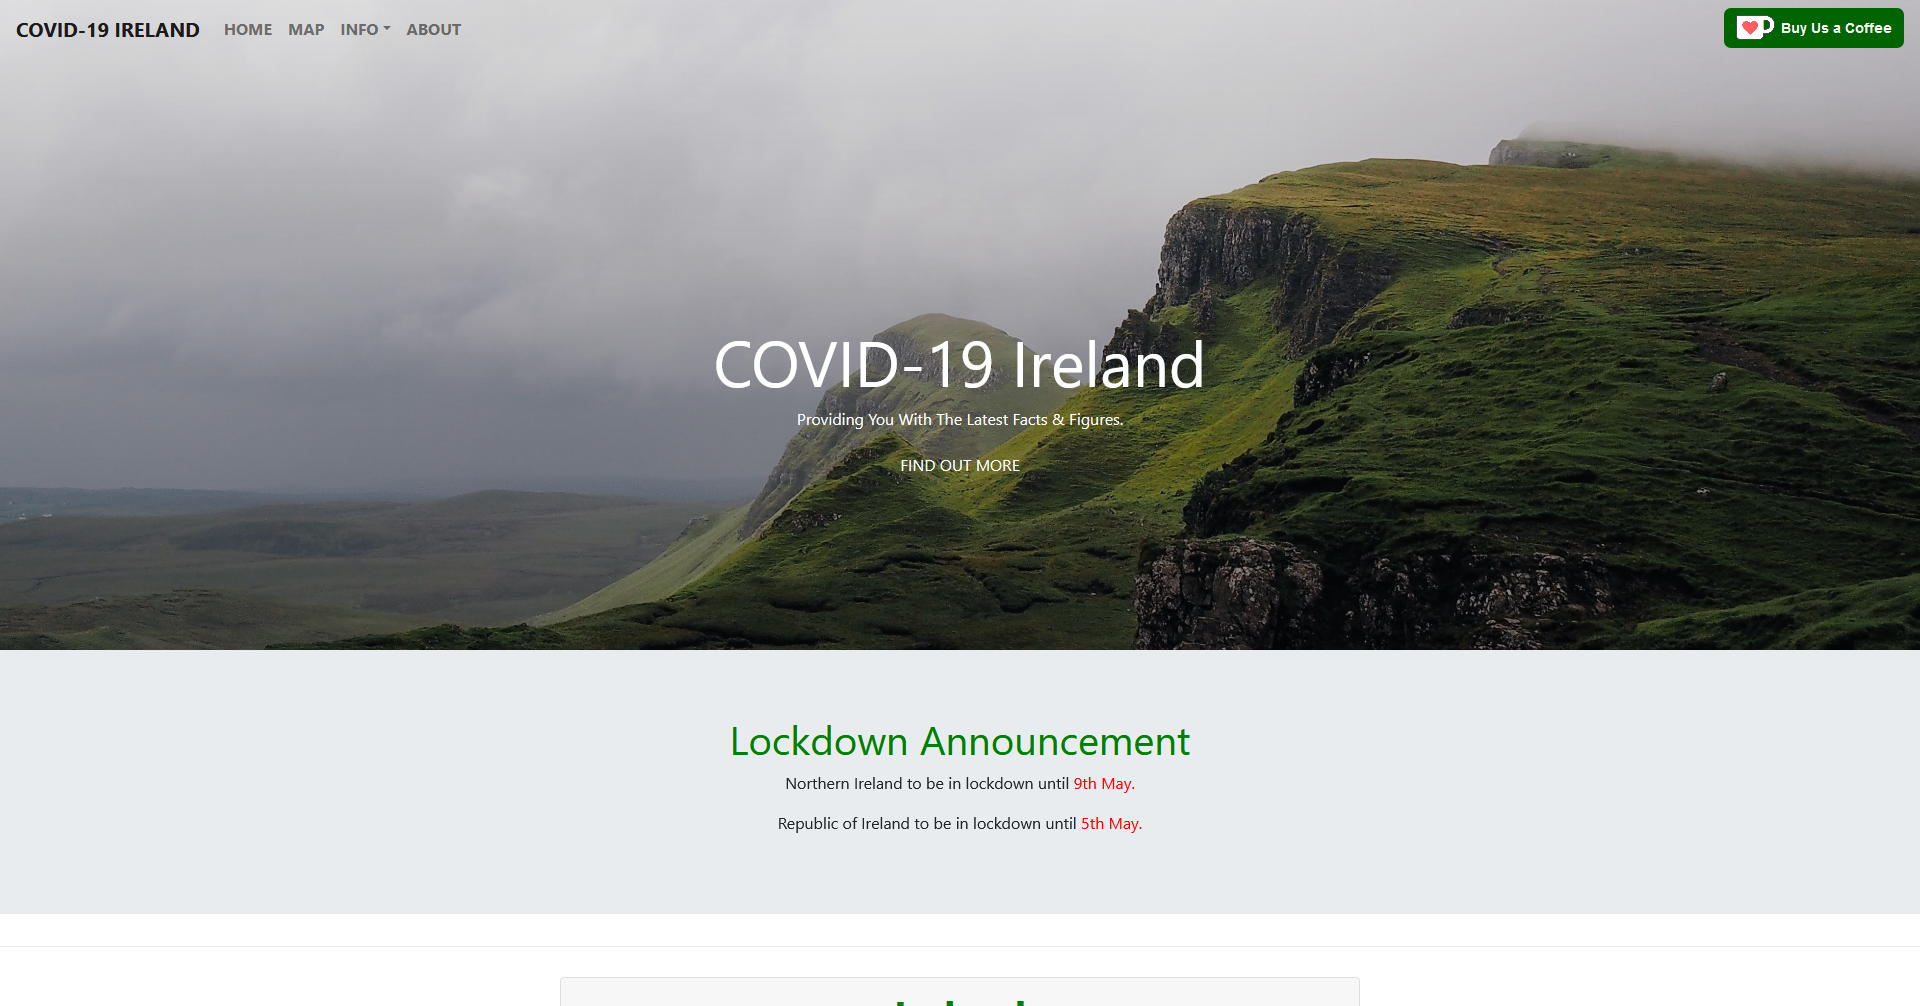 COVID-19 IRELAND HOME MAP INFO ABOUT Buy Us a Coffee
COVID-19 Ireland
Providing You With The Latest Facts & Figures.
FIND OUT MORE
Lockdown Announcement
Northern Ireland to be in lockdown until 9th May.
Republic of Ireland to be in lockdown until 5th May.